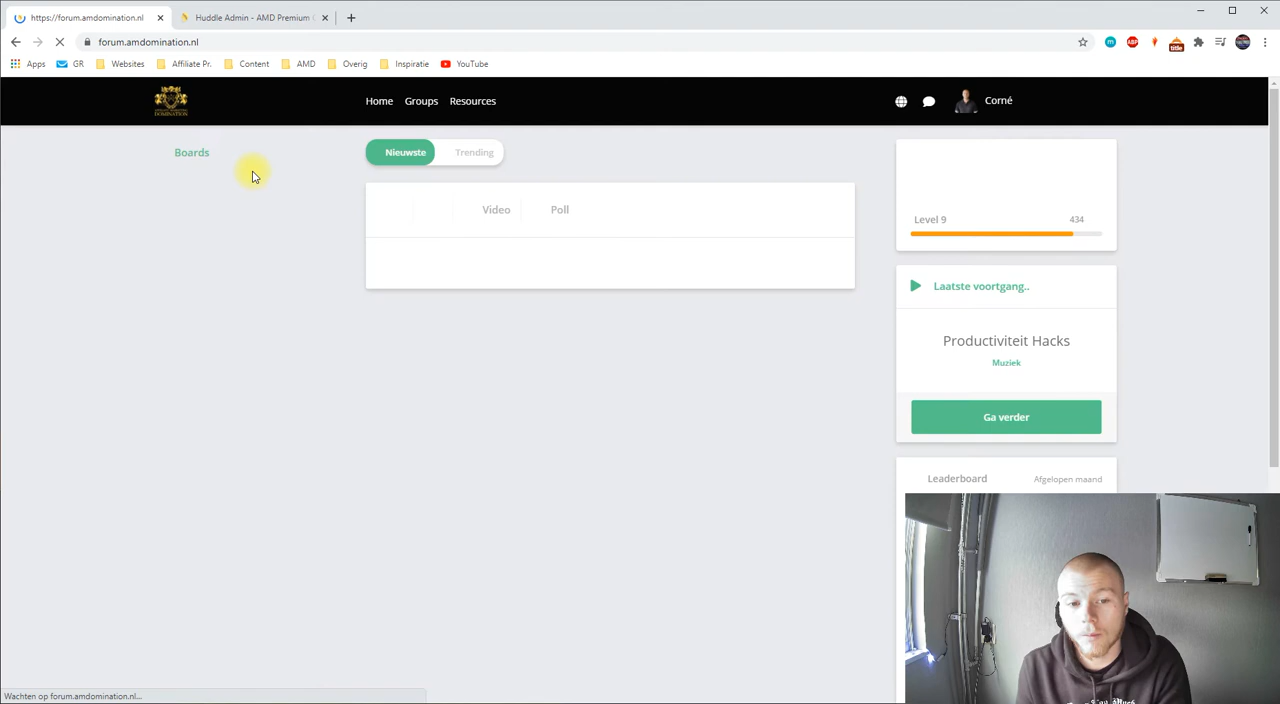 https://forum.amdomination.nl
Huddle Admin - AMD Premium
forum.amdomination.nl
Apps GR Websites Affiliate Pr. Content AMD Overig Inspiratie YouTube
Home Groups Resources Corné
Boards
Nieuwste Trending
Video Poll
Level 9 434
Laatste voortgang..
Productiviteit Hacks
Muziek
Ga verder
Leaderboard Afgelopen maand
Wachten op forum.amdomination.nl...